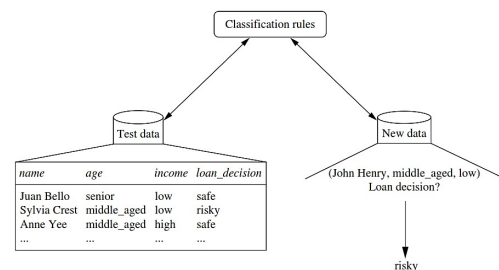 Classification rules
Test data
New data
name age income loan_decision
Juan Bello senior low safe
Sylvia Crest middle_aged low risky
Anne Yee middle_aged high safe
... ... ... ...
(John Henry, middle_aged, low)
Loan decision?
risky